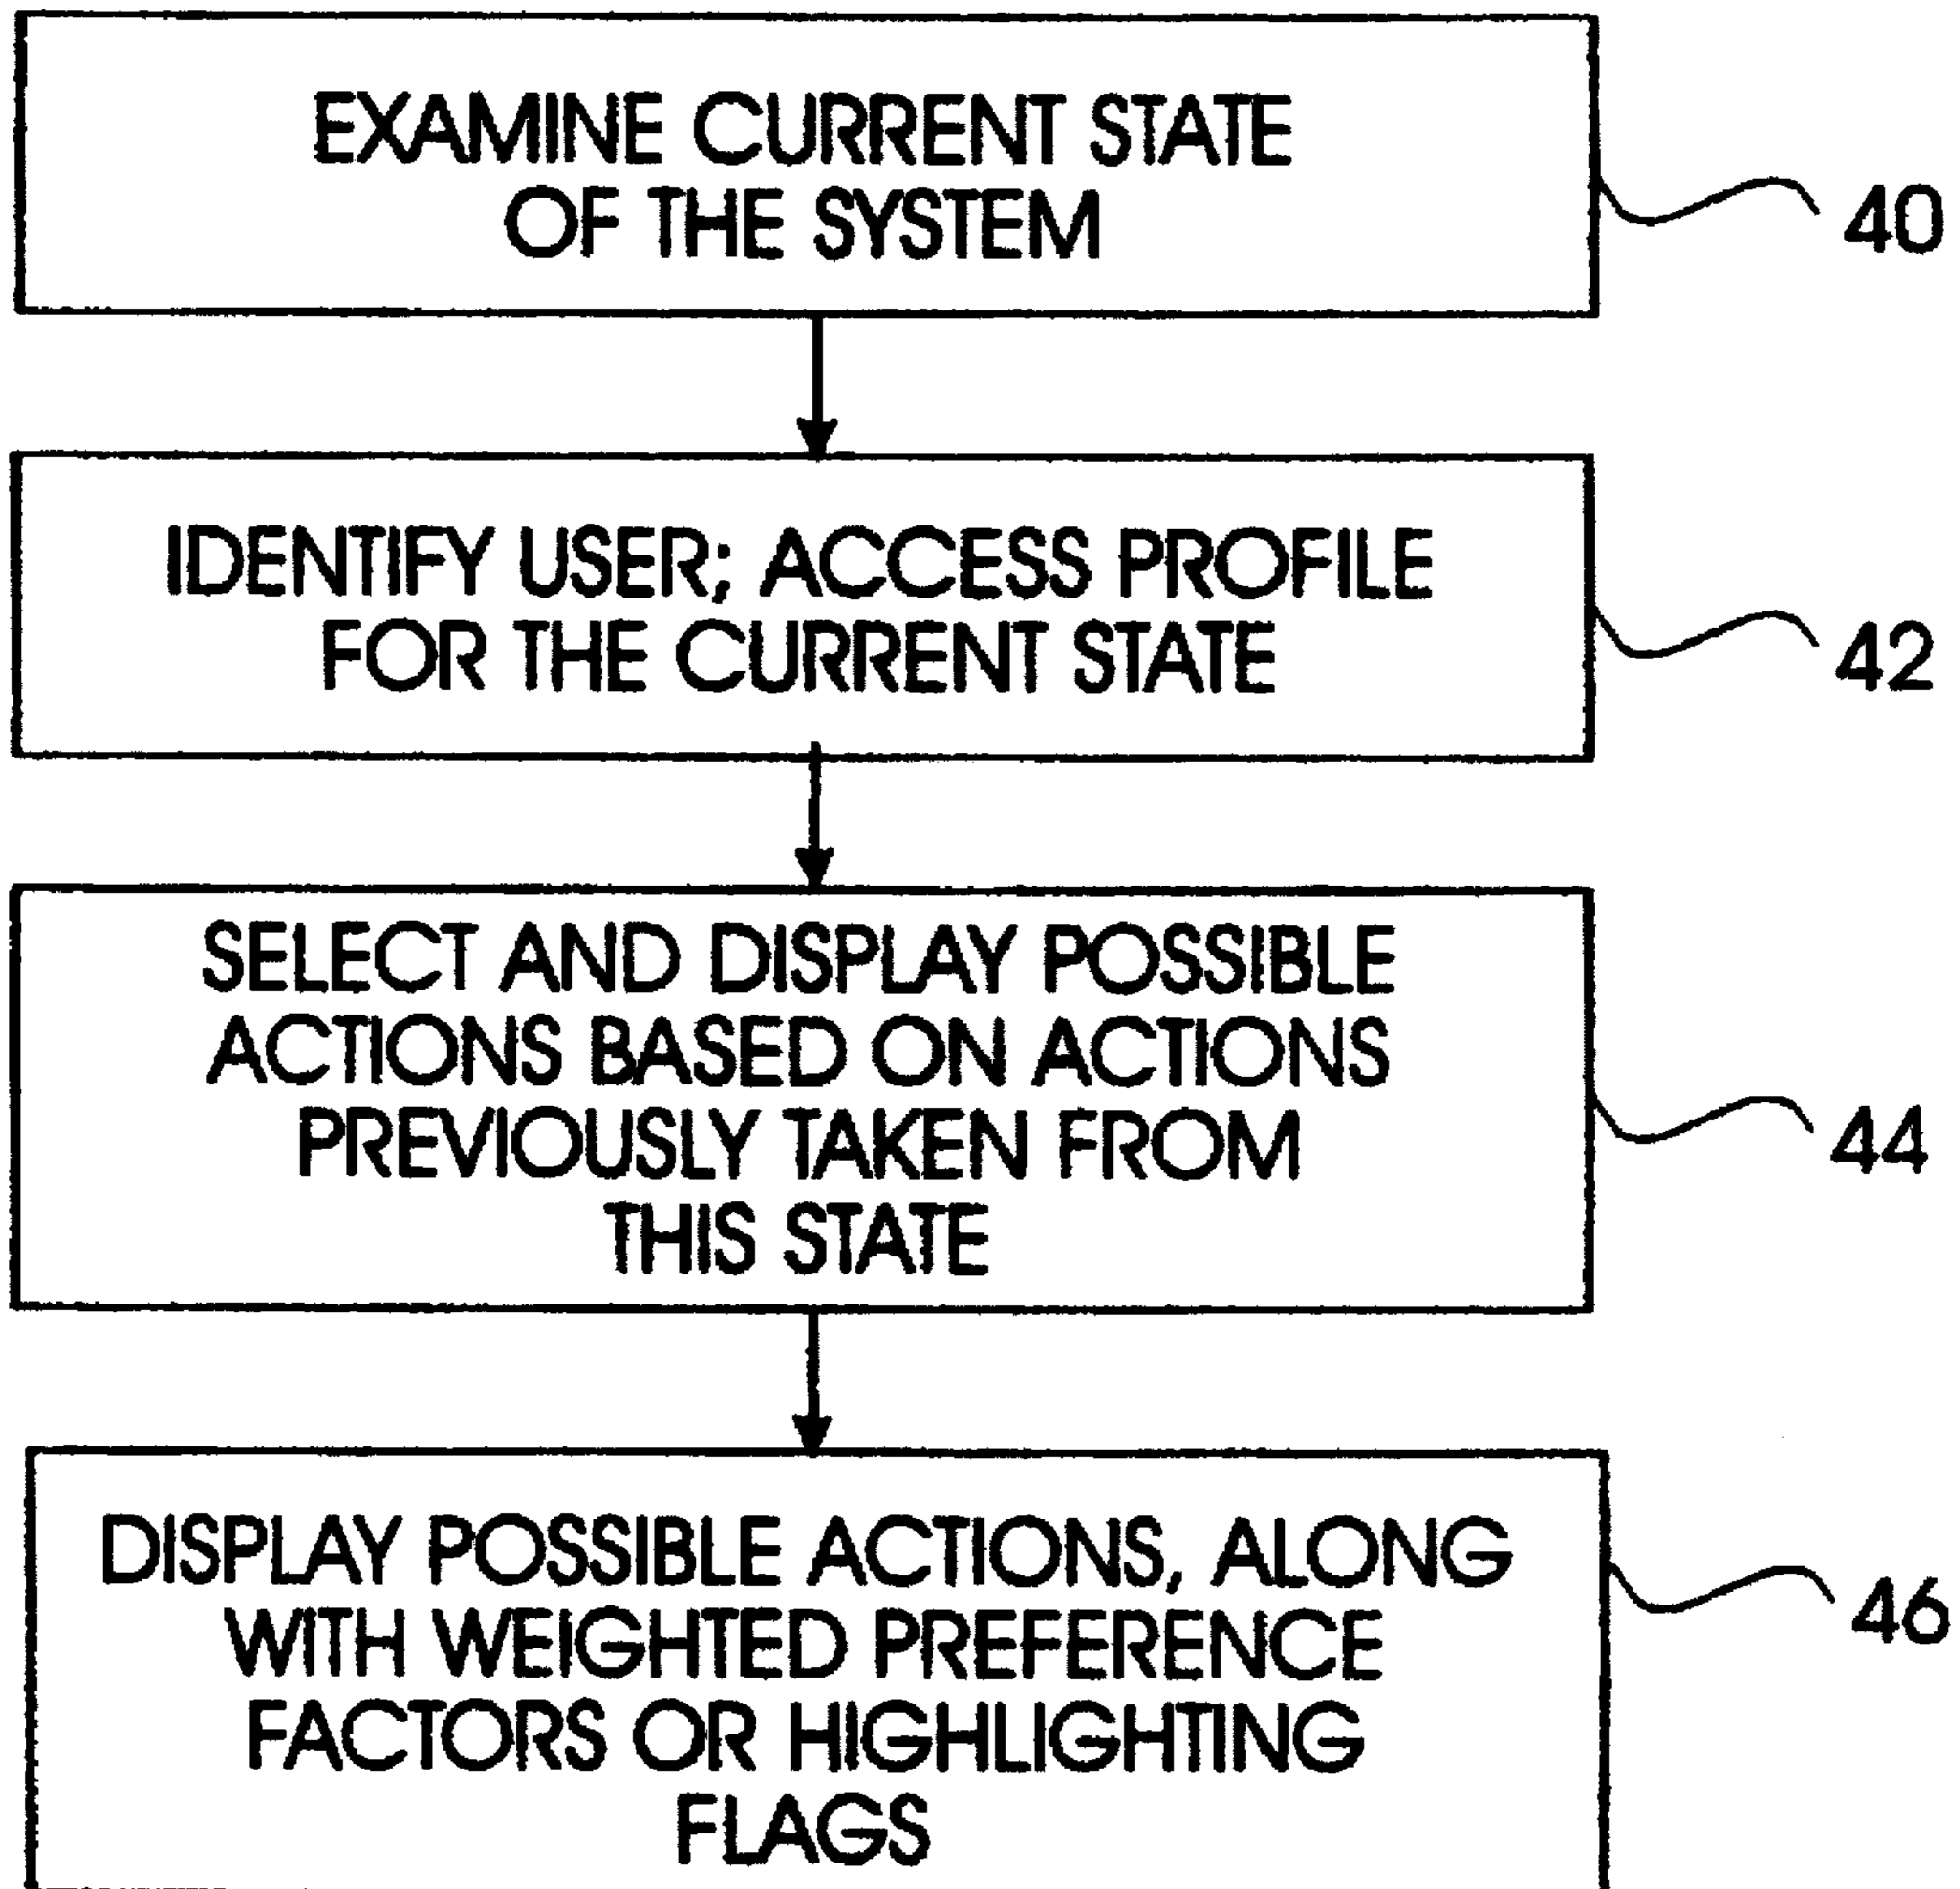 EXAMINE CURRENT STATE
OF THE SYSTEM
40
IDENTIFY USER; ACCESS PROFILE
FOR THE CURRENT STATE
42
SELECT AND DISPLAY POSSIBLE
ACTIONS BASED ON ACTIONS
PREVIOUSLY TAKEN FROM
THIS STATE
44
DISPLAY POSSIBLE ACTIONS, ALONG
WITH WEIGHTED PREFERENCE
FACTORS OR HIGHLIGHTING
FLAGS
46